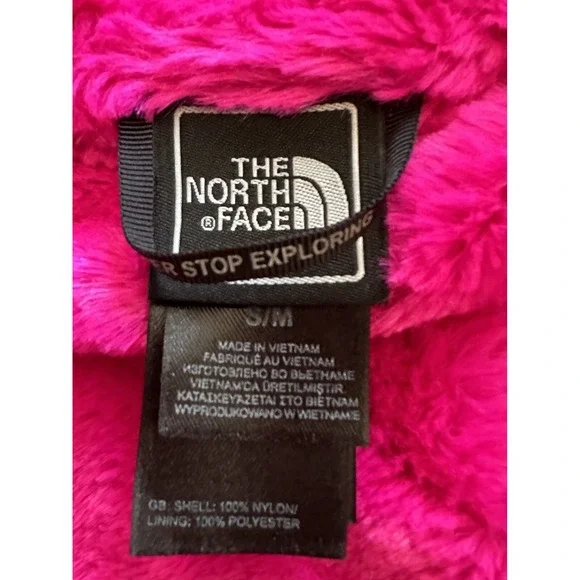 THE
NORTH
®FACE
ER STOP EXPLORING
S/M
MADE IN VIETNAM
FABRIQUÉ AU VIETNAM
ИЗГОТОВЛЕНО ВО ВЬЕТНАМЕ
VIETNAM'DA ÜRETILMIŞTIR.
ΚΑΤΑΣΚΕΥΑΖΕΤΑΙ ΣΤΟ ΒΙΕΤΝΑΜ
WYPRODUKOWANO W WIETNAMIE
GB: SHELL: 100% NYLON/
LINING: 100% POLYESTER